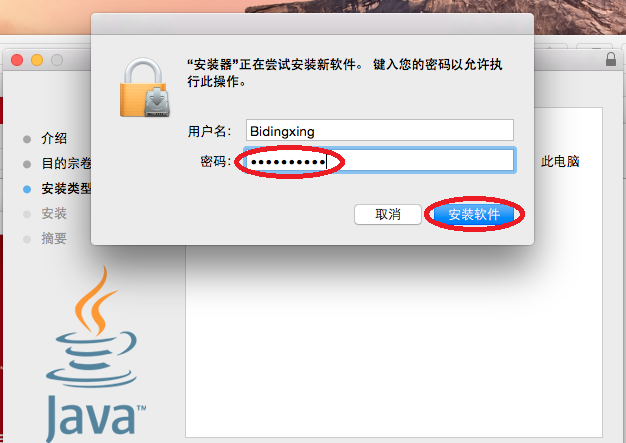 “安装器”正在尝试安装新软件。 键入您的密码以允许执
行此操作。
用户名： Bidingxing
密码： ●●●●●●●●●●
取消 安装软件
介绍
目的宗卷
安装类型
安装
摘要
此电脑
Java™